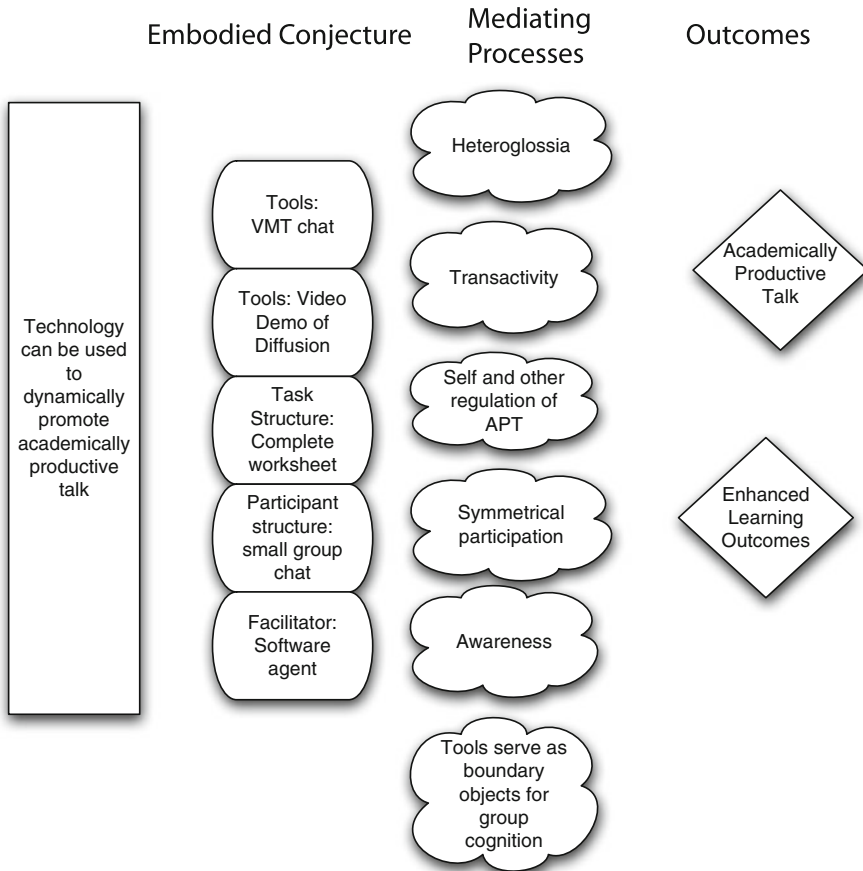 Embodied Conjecture
Mediating
Processes
Outcomes
Technology
can be used
to
dynamically
promote
academically
productive
talk
Tools:
VMT chat
Tools: Video
Demo of
Diffusion
Task
Structure:
Complete
worksheet
Participant
structure:
small group
chat
Facilitator:
Software
agent
Heteroglossia
Transactivity
Self and other
regulation of
APT
Symmetrical
participation
Awareness
Tools serve as
boundary
objects for
group
cognition
Academically
Productive
Talk
Enhanced
Learning
Outcomes